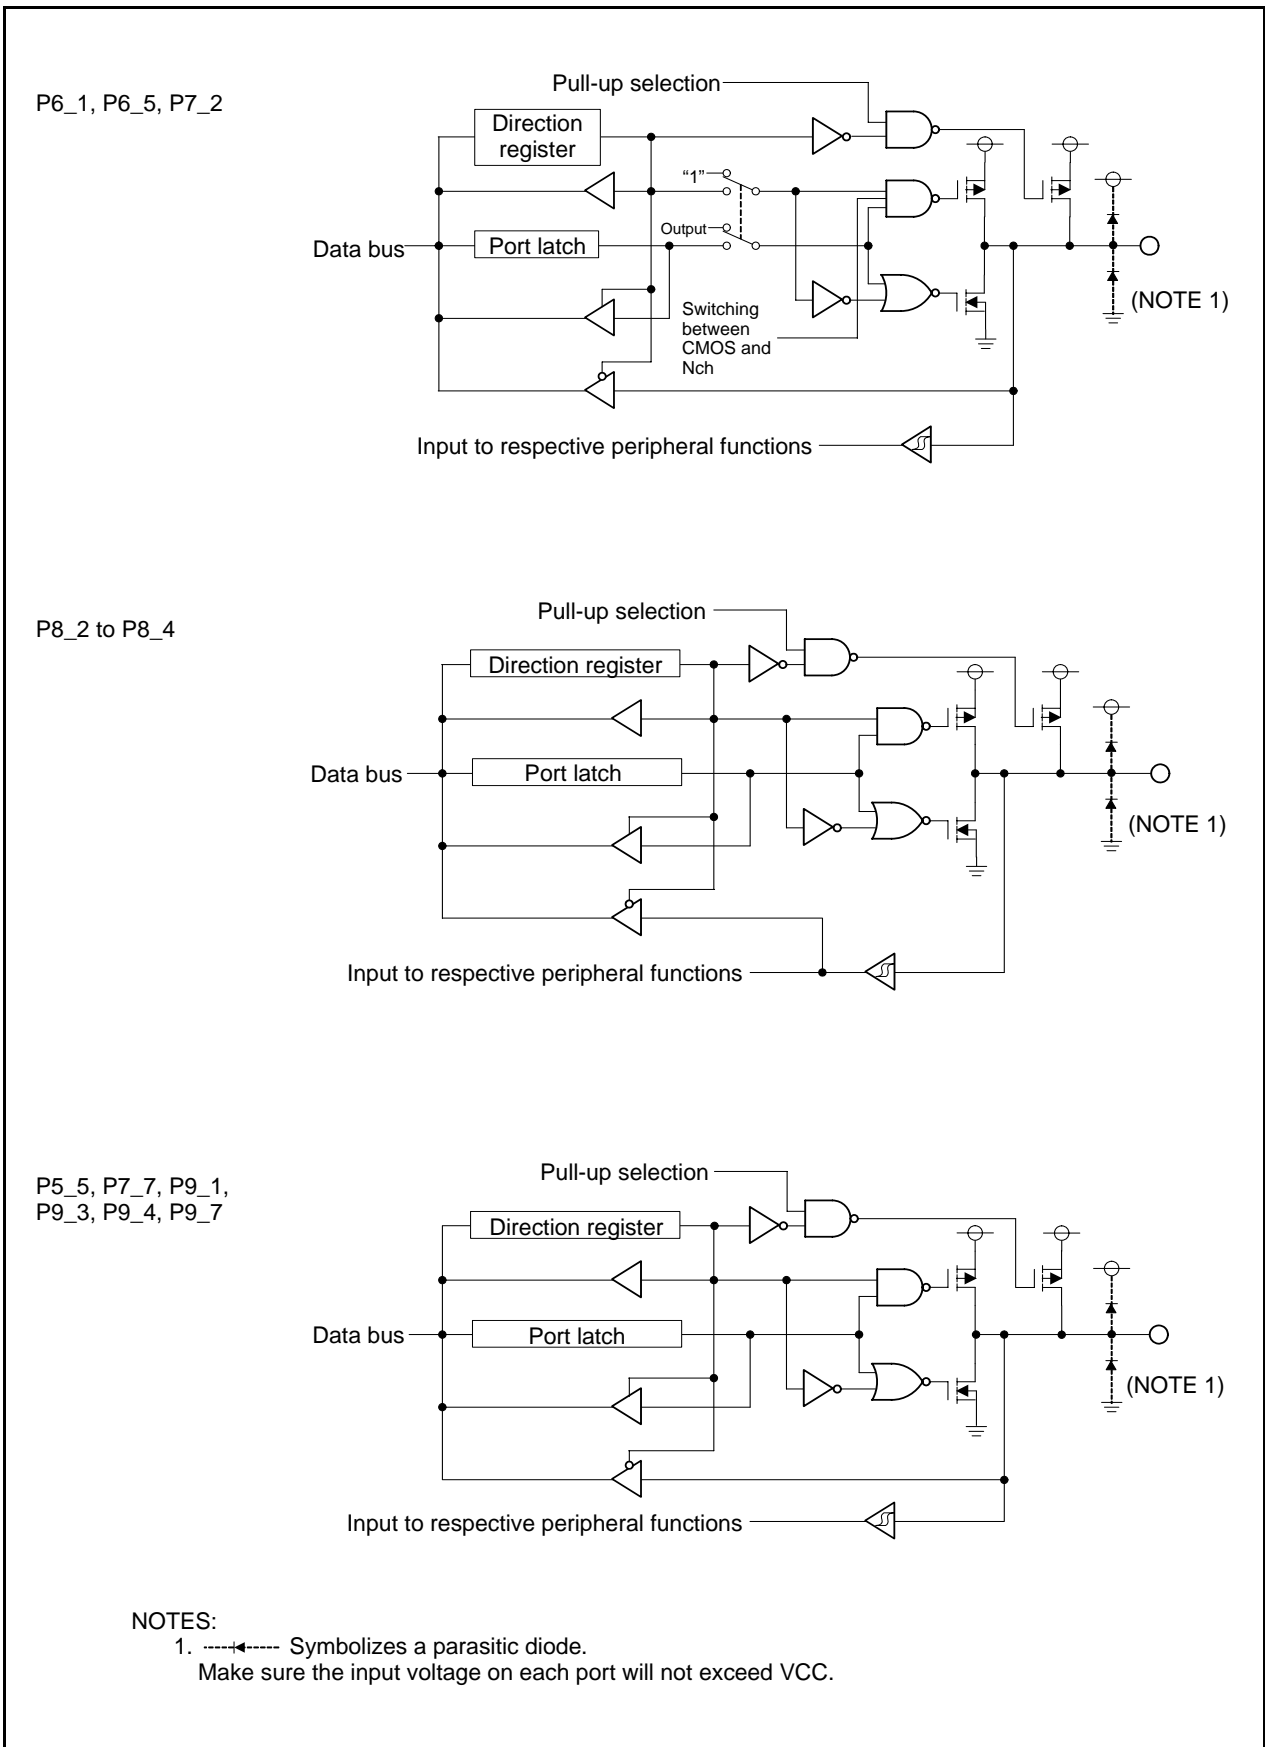 P6_1, P6_5, P7_2
Pull-up selection
Direction
register
“1”
Output
Data bus
Port latch
Switching
between
CMOS and
Nch
(NOTE 1)
Input to respective peripheral functions
P8_2 to P8_4
Pull-up selection
Direction register
Data bus
Port latch
(NOTE 1)
Input to respective peripheral functions
P5_5, P7_7, P9_1,
P9_3, P9_4, P9_7
Pull-up selection
Direction register
Data bus
Port latch
(NOTE 1)
Input to respective peripheral functions
NOTES:
1. Symbolizes a parasitic diode.
Make sure the input voltage on each port will not exceed VCC.